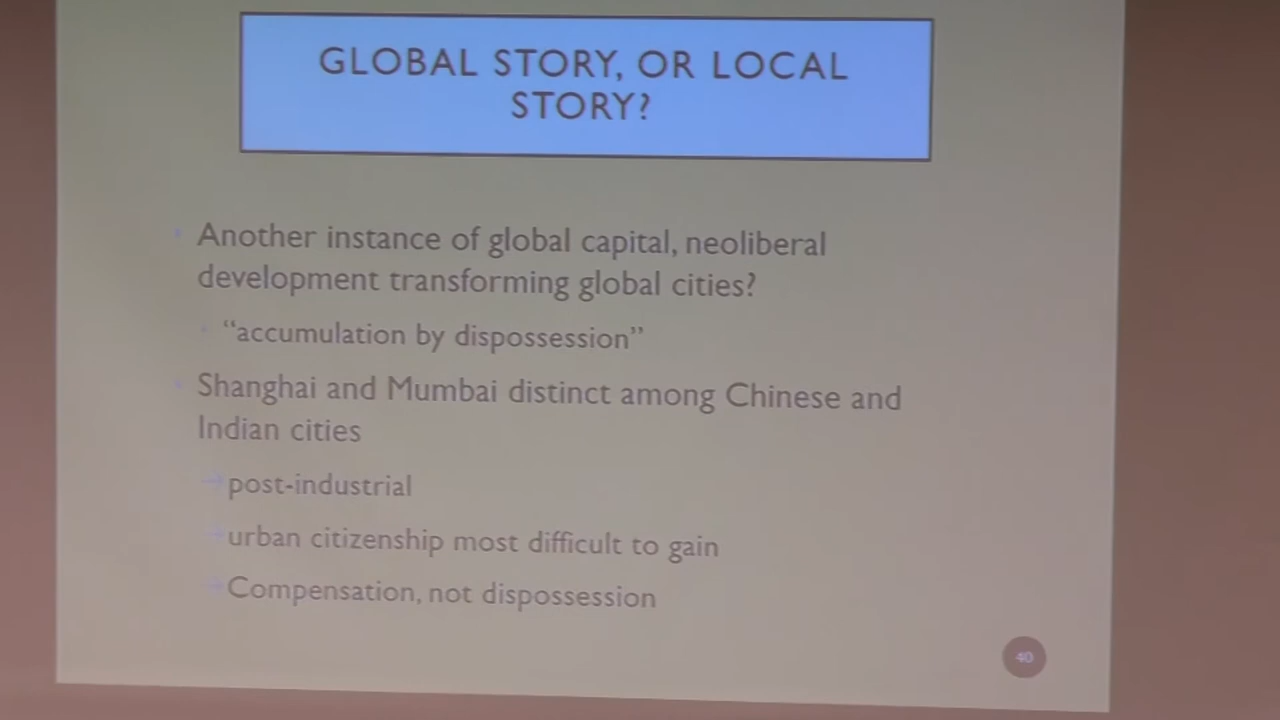 GLOBAL STORY, OR LOCAL
STORY?
Another instance of global capital, neoliberal
development transforming global cities?
“accumulation by dispossession”
Shanghai and Mumbai distinct among Chinese and
Indian cities
post-industrial
urban citizenship most difficult to gain
Compensation, not dispossession
40